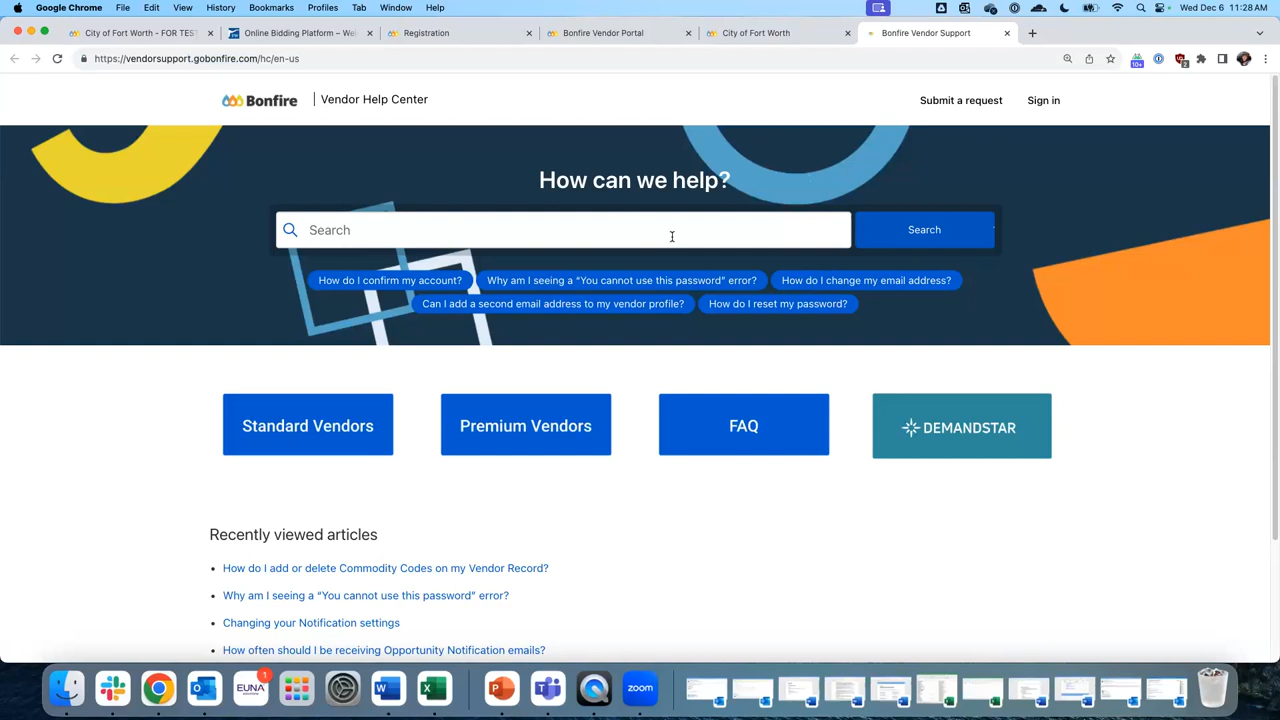 Google Chrome File Edit View History Bookmarks Profiles Tab Window Help Wed Dec 6 11:28 AM
City of Fort Worth - FOR TES Online Bidding Platform – We Registration Bonfire Vendor Portal City of Fort Worth Bonfire Vendor Support
https://vendorsupport.gobonfire.com/hc/en-us
10+
2
Bonfire Vendor Help Center Submit a request Sign in
How can we help?
Search Search
How do I confirm my account? Why am I seeing a “You cannot use this password” error? How do I change my email address?
Can I add a second email address to my vendor profile? How do I reset my password?
Standard Vendors Premium Vendors FAQ DEMANDSTAR
Recently viewed articles
How do I add or delete Commodity Codes on my Vendor Record?
Why am I seeing a “You cannot use this password” error?
Changing your Notification settings
How often should I be receiving Opportunity Notification emails?
EUNA 1 zoom